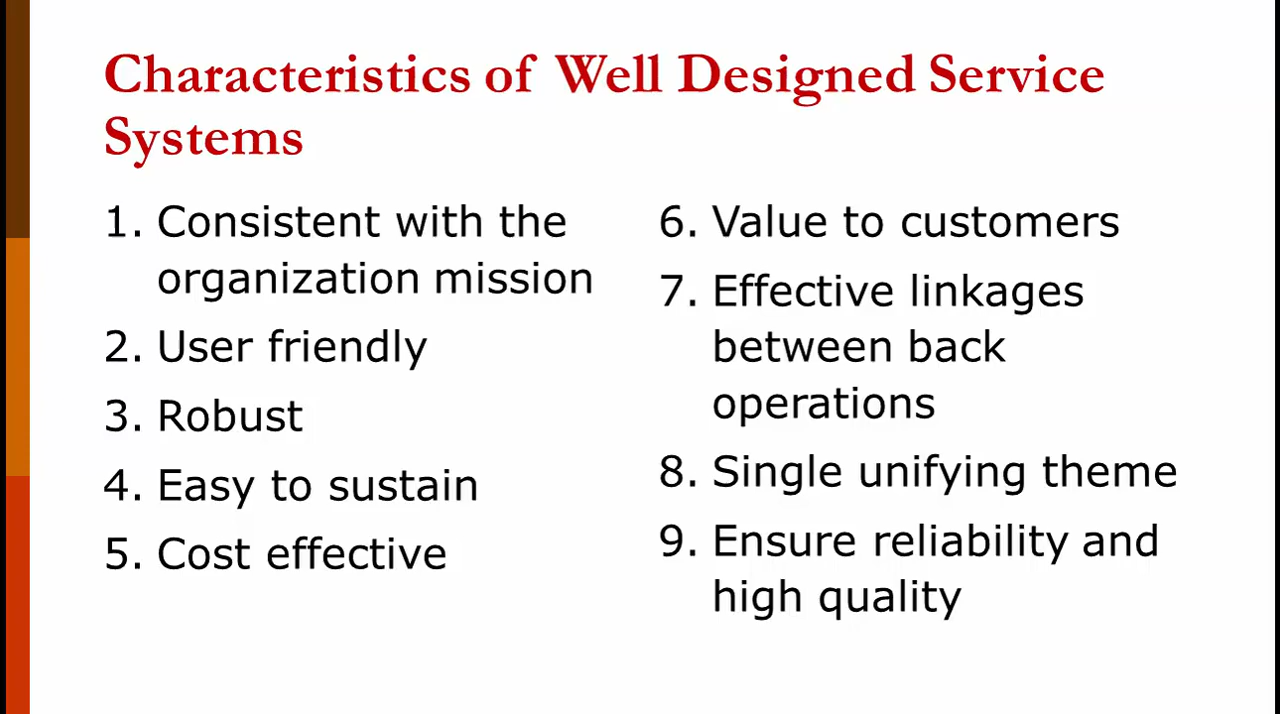 Characteristics of Well Designed Service
Systems
1. Consistent with the
organization mission
2. User friendly
3. Robust
4. Easy to sustain
5. Cost effective
6. Value to customers
7. Effective linkages
between back
operations
8. Single unifying theme
9. Ensure reliability and
high quality